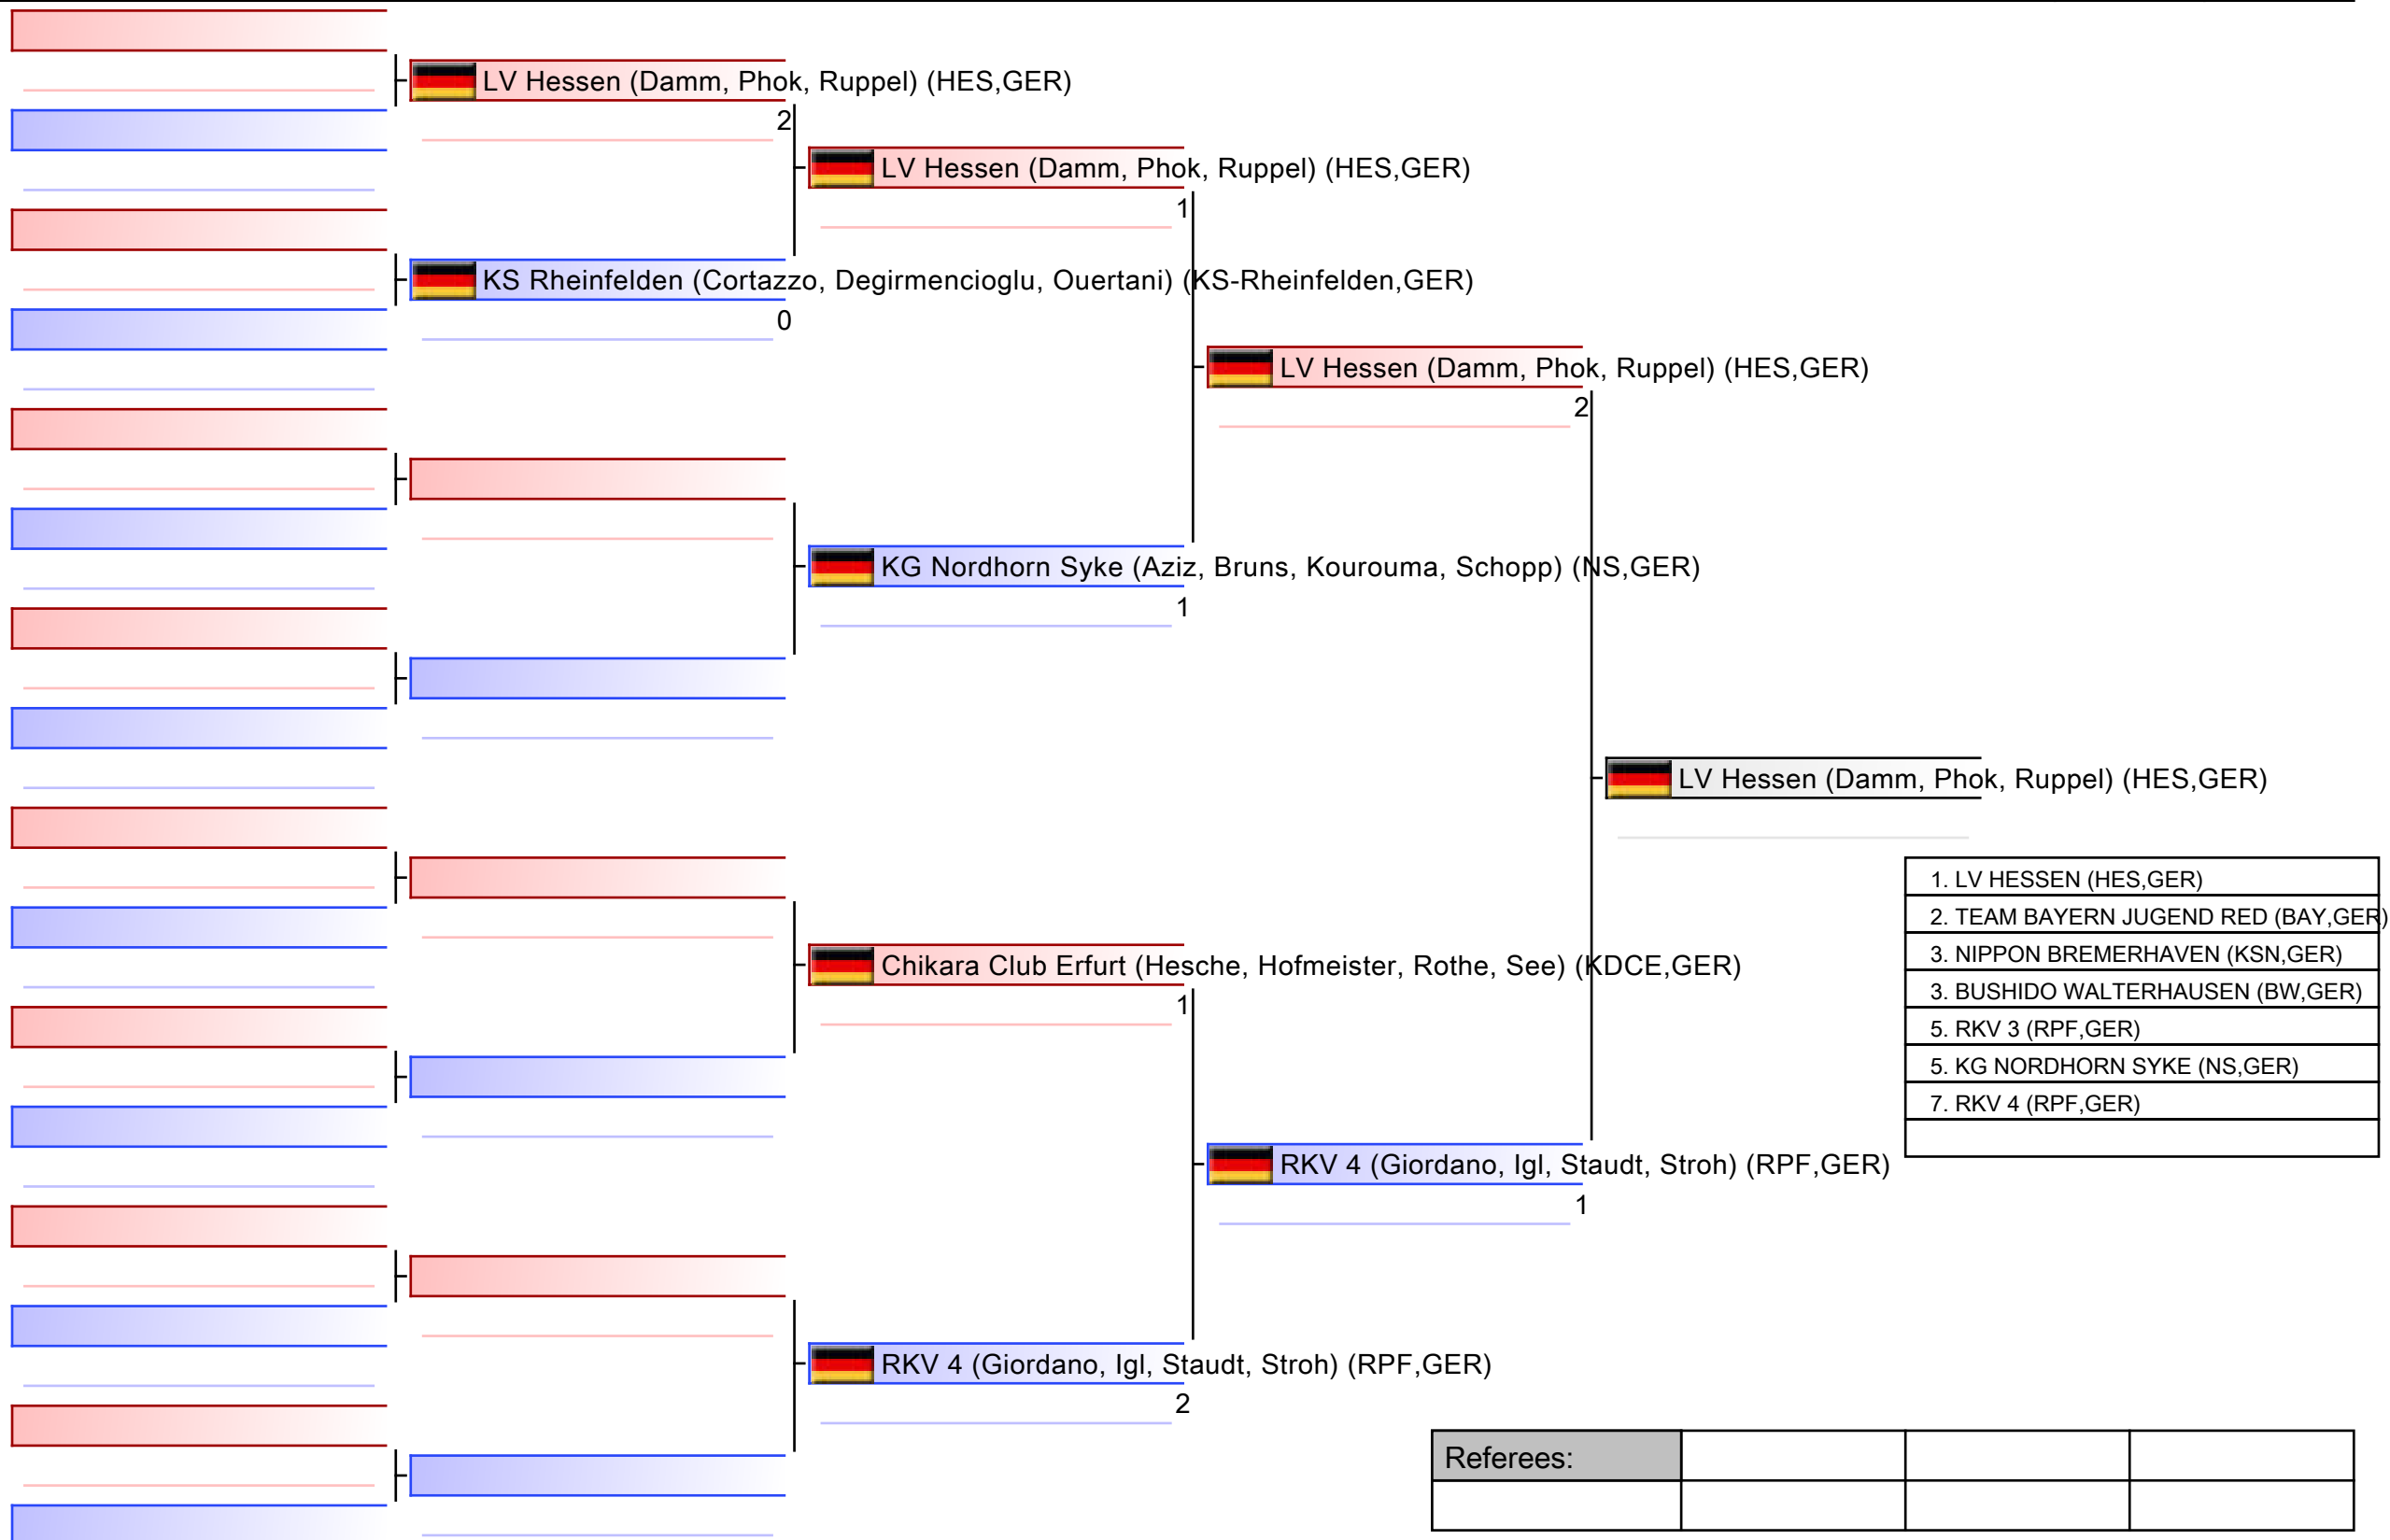 LV Hessen (Damm, Phok, Ruppel) (HES,GER)
2
LV Hessen (Damm, Phok, Ruppel) (HES,GER)
1
KS Rheinfelden (Cortazzo, Degirmencioglu, Ouertani) (KS-Rheinfelden,GER)
0
LV Hessen (Damm, Phok, Ruppel) (HES,GER)
2
KG Nordhorn Syke (Aziz, Bruns, Kourouma, Schopp) (NS,GER)
1
LV Hessen (Damm, Phok, Ruppel) (HES,GER)
1. LV HESSEN (HES,GER)
2. TEAM BAYERN JUGEND RED (BAY,GER)
3. NIPPON BREMERHAVEN (KSN,GER)
3. BUSHIDO WALTERHAUSEN (BW,GER)
5. RKV 3 (RPF,GER)
5. KG NORDHORN SYKE (NS,GER)
7. RKV 4 (RPF,GER)
Chikara Club Erfurt (Hesche, Hofmeister, Rothe, See) (KDCE,GER)
1
RKV 4 (Giordano, Igl, Staudt, Stroh) (RPF,GER)
1
RKV 4 (Giordano, Igl, Staudt, Stroh) (RPF,GER)
2
Referees: